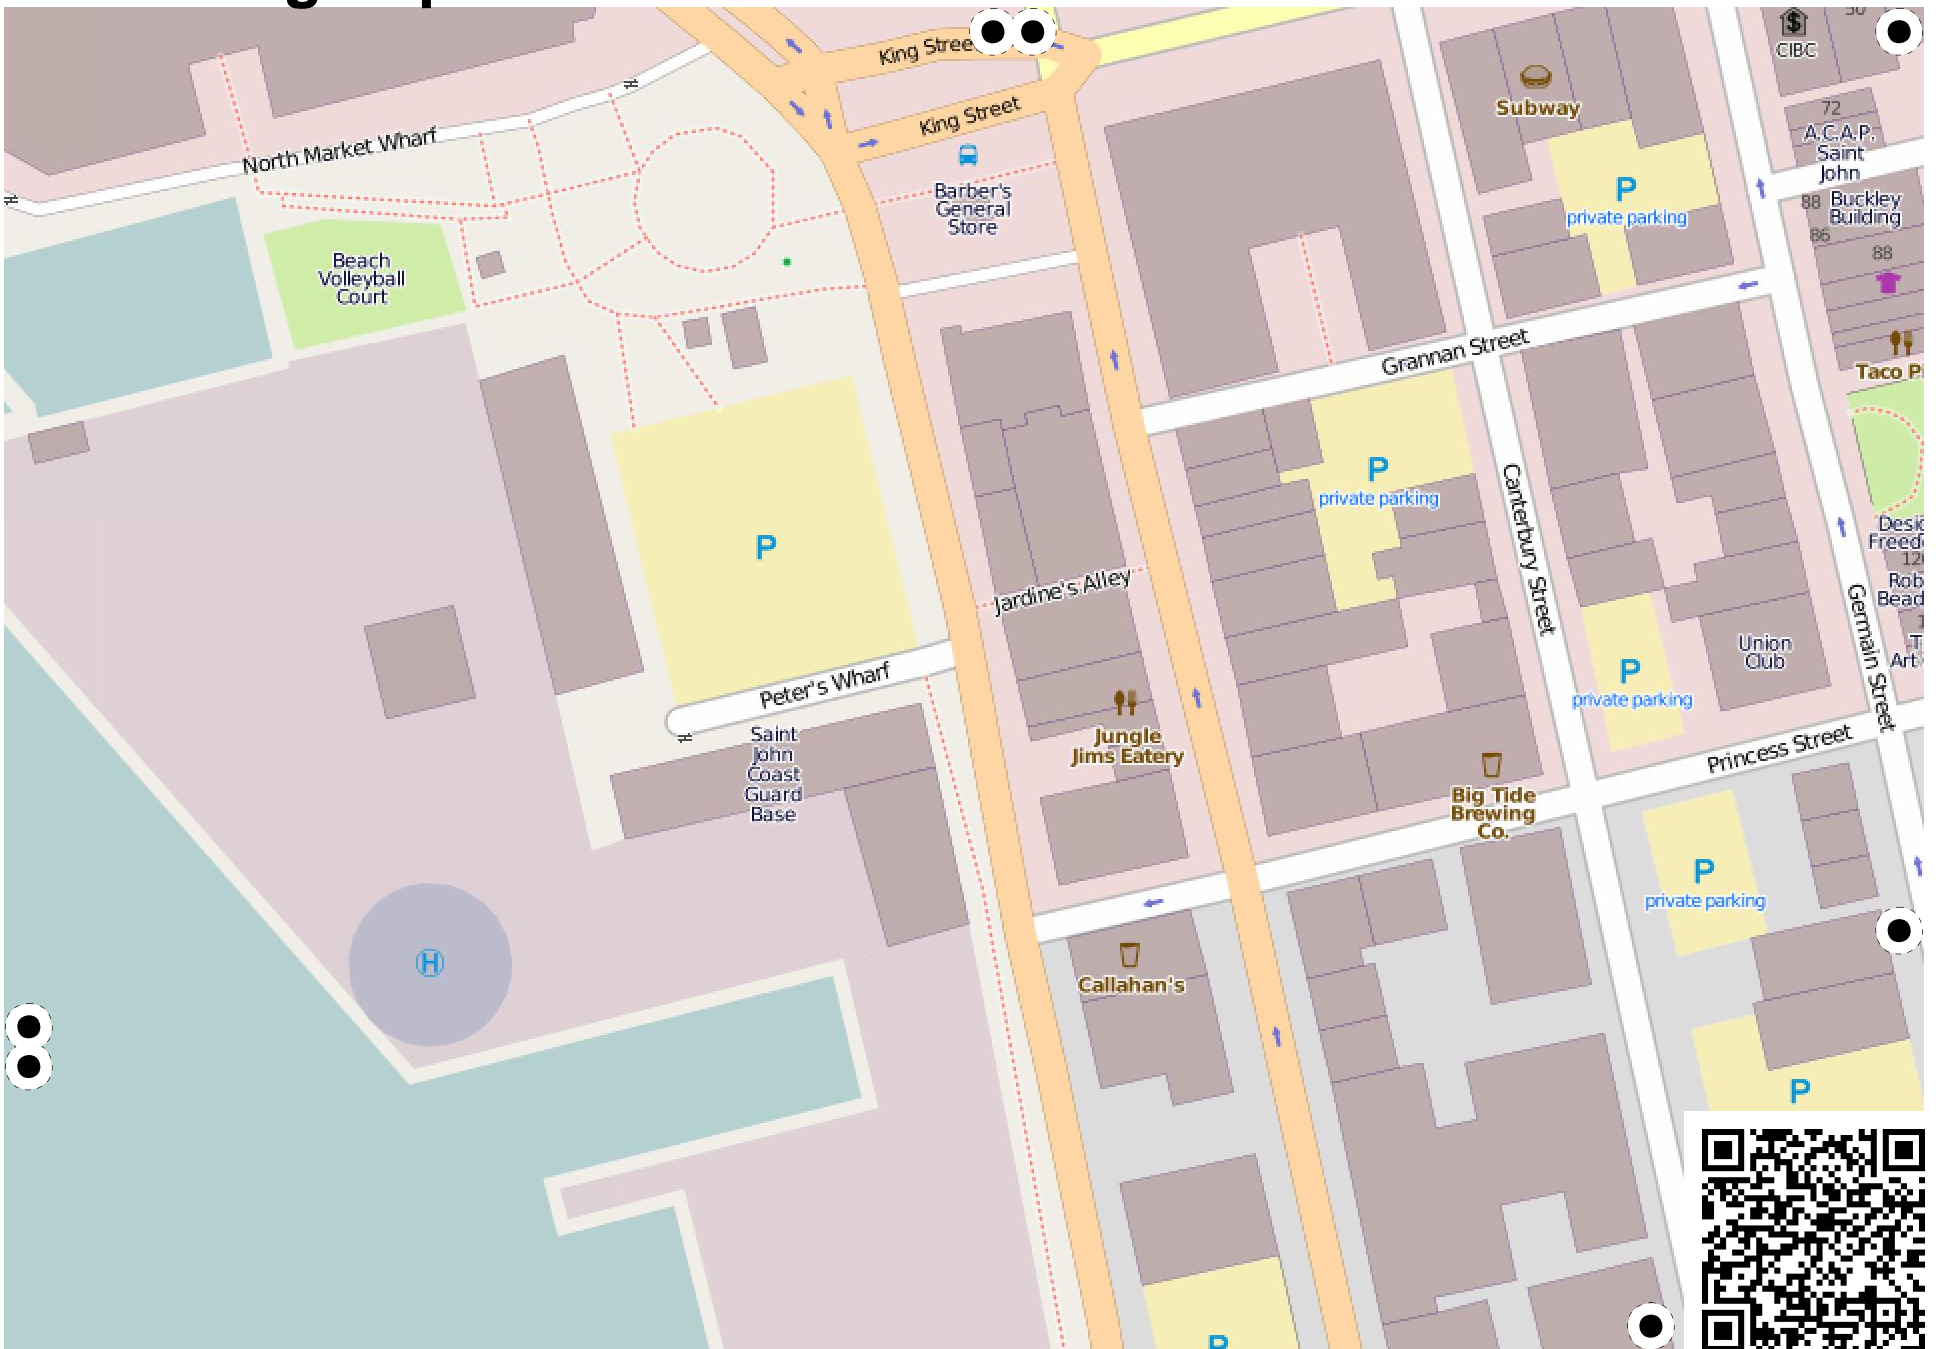 King Street
King Street
North Market Wharf
Barber's
General
Store
Beach
Volleyball
Court
Subway
P
private parking
$
CIBC
72
A.C.A.P.
Saint
John
88
Buckley
Building
86
88
Taco
Grannan Street
P
private parking
P
Canterbury Street
Jardine's Alley
Peter's Wharf
Saint
John
Coast
Guard
Base
Jungle
Jims Eatery
Union
Club
P
private parking
Germain Street
Princess Street
Big Tide
Brewing
Co.
P
private parking
H
Callahan's
P
P
Art